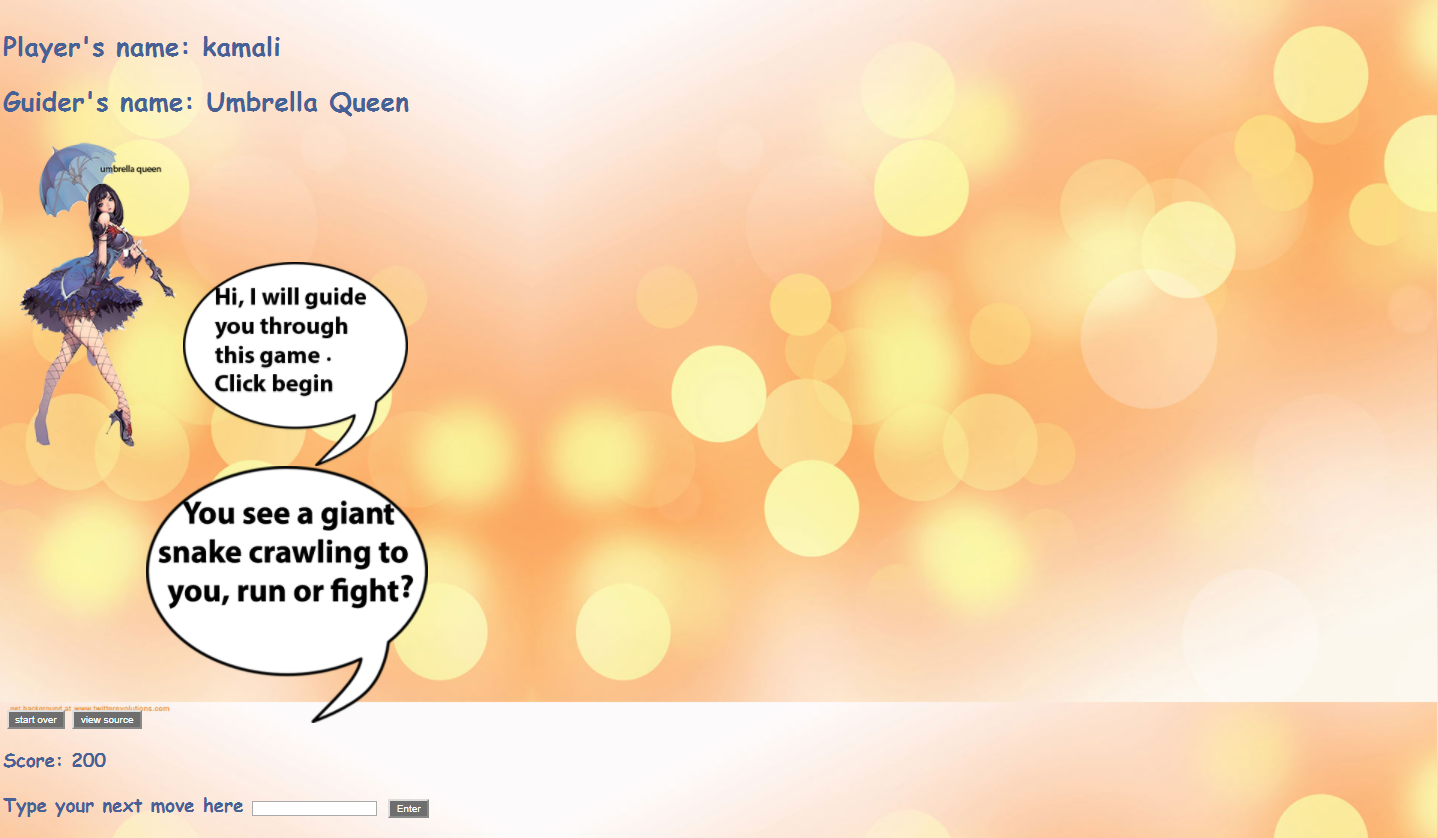 Player's name: kamali
Guider's name: Umbrella Queen
umbrella queen
Hi, I will guide
you through
this game .
Click begin
You see a giant
snake crawling to
you, run or fight?
get background at www.twitterevolutions.com
start over view source
Score: 200
Type your next move here Enter